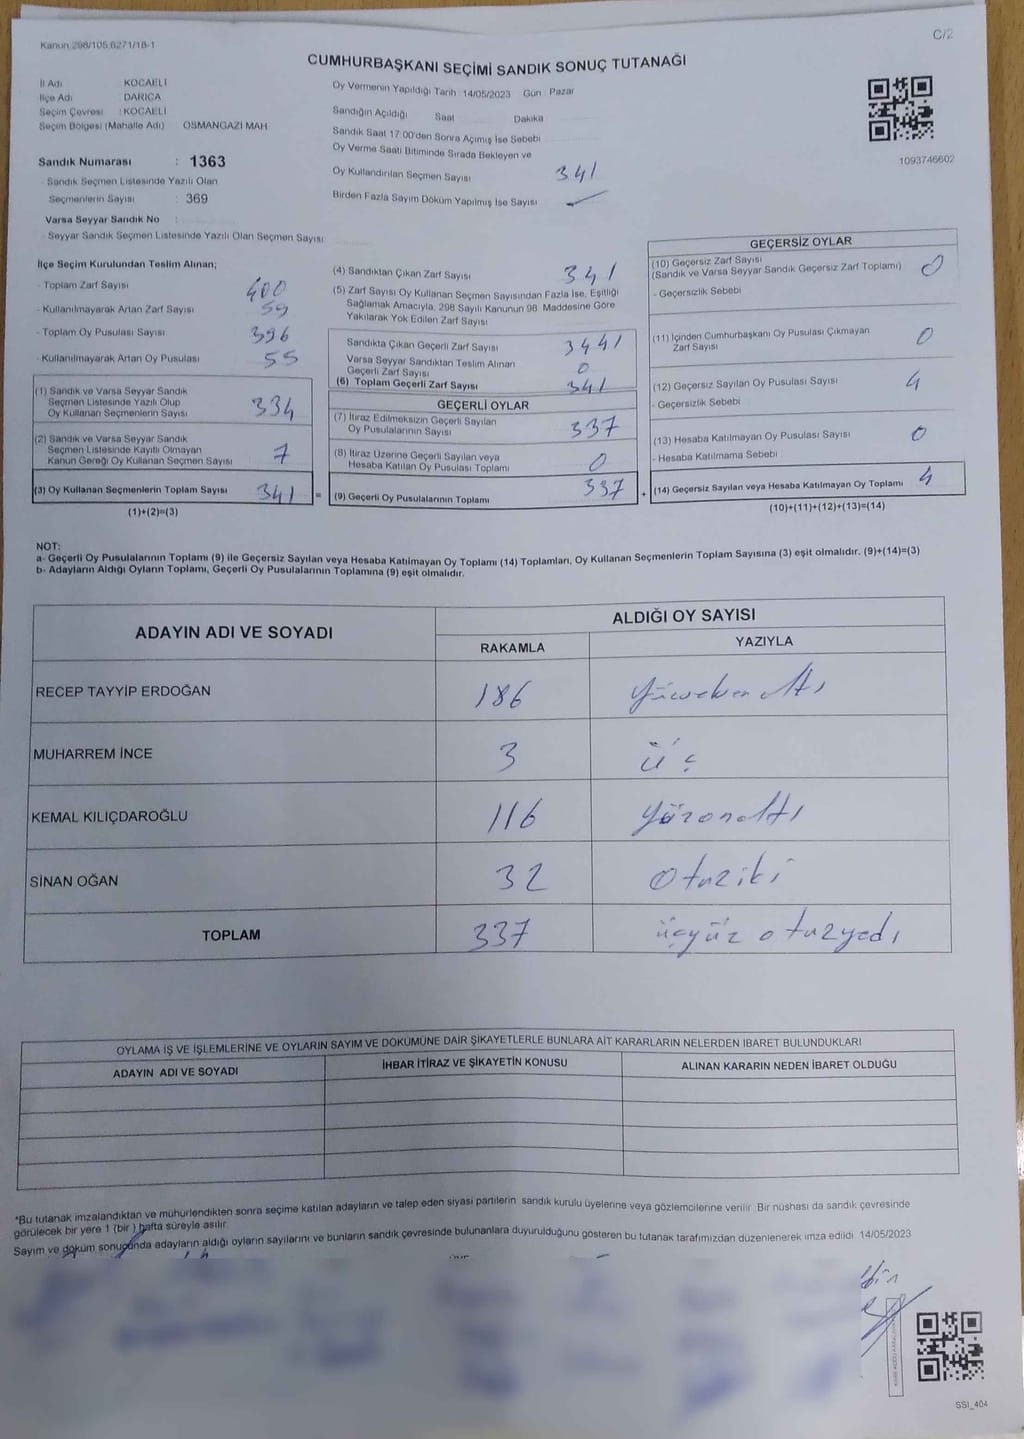 Kanun 298/105.6271/18-1
C/2
CUMHURBAŞKANI SEÇİMİ SANDIK SONUÇ TUTANAĞI
İl Adı KOCAELİ
İlçe Adı DARICA
Seçim Çevresi : KOCAELİ
Seçim Bölgesi (Mahalle Adı) OSMANGAZİ MAH.
Sandık Numarası : 1363
- Sandık Seçmen Listesinde Yazılı Olan
Seçmenlerin Sayısı : 369
Varsa Seyyar Sandık No :
- Seyyar Sandık Seçmen Listesinde Yazılı Olan Seçmen Sayısı:
Oy Vermenin Yapıldığı Tarih : 14/05/2023 Gün : Pazar
Sandığın Açıldığı Saat Dakika
Sandık Saat 17:00'den Sonra Açımış İse Sebebi
Oy Verme Saati Bitiminde Sırada Bekleyen ve
Oy Kullandırılan Seçmen Sayısı 341
Birden Fazla Sayım Döküm Yapılmış İse Sayısı
1093746602
İlçe Seçim Kurulundan Teslim Alınan;
- Toplam Zarf Sayısı 400
- Kullanılmayarak Artan Zarf Sayısı 59
- Toplam Oy Pusulası Sayısı 396
- Kullanılmayarak Artan Oy Pusulası 55
(1) Sandık ve Varsa Seyyar Sandık
Seçmen Listesinde Yazılı Olup
Oy Kullanan Seçmenlerin Sayısı 334
(2) Sandık ve Varsa Seyyar Sandık
Seçmen Listesinde Kayıtlı Olmayan
Kanun Gereği Oy Kullanan Seçmen Sayısı 7
(3) Oy Kullanan Seçmenlerin Toplam Sayısı 341 =
(1)+(2)=(3)
(4) Sandıktan Çıkan Zarf Sayısı 341
(5) Zarf Sayısı Oy Kullanan Seçmen Sayısından Fazla İse, Eşitliği
Sağlamak Amacıyla, 298 Sayılı Kanunun 98. Maddesine Göre
Yakılarak Yok Edilen Zarf Sayısı
Sandıkta Çıkan Geçerli Zarf Sayısı 3441
Varsa Seyyar Sandıktan Teslim Alınan
Geçerli Zarf Sayısı 0
(6) Toplam Geçerli Zarf Sayısı 341
GEÇERLİ OYLAR
(7) İtiraz Edilmeksizin Geçerli Sayılan
Oy Pusulalarının Sayısı 337
(8) İtiraz Üzerine Geçerli Sayılan veya
Hesaba Katılan Oy Pusulası Toplamı 0
(9) Geçerli Oy Pusulalarının Toplamı 337 +
GEÇERSİZ OYLAR
(10) Geçersiz Zarf Sayısı
(Sandık ve Varsa Seyyar Sandık Geçersiz Zarf Toplamı) 0
- Geçersizlik Sebebi
(11) İçinden Cumhurbaşkanı Oy Pusulası Çıkmayan
Zarf Sayısı 0
(12) Geçersiz Sayılan Oy Pusulası Sayısı 4
- Geçersizlik Sebebi
(13) Hesaba Katılmayan Oy Pusulası Sayısı 0
- Hesaba Katılmama Sebebi
(14) Geçersiz Sayılan veya Hesaba Katılmayan Oy Toplamı 4
(10)+(11)+(12)+(13)=(14)
NOT:
a- Geçerli Oy Pusulalarının Toplamı (9) ile Geçersiz Sayılan veya Hesaba Katılmayan Oy Toplamı (14) Toplamları, Oy Kullanan Seçmenlerin Toplam Sayısına (3) eşit olmalıdır. (9)+(14)=(3)
b- Adayların Aldığı Oyların Toplamı, Geçerli Oy Pusulalarının Toplamına (9) eşit olmalıdır.
ADAYIN ADI VE SOYADI ALDIĞI OY SAYISI
RAKAMLA YAZIYLA
RECEP TAYYİP ERDOĞAN 186
MUHARREM İNCE 3 üç
KEMAL KILIÇDAROĞLU 116 yüzonaltı
SİNAN OĞAN 32 otuziki
TOPLAM 337 üçyüz otuzyedi
OYLAMA İŞ VE İŞLEMLERİNE VE OYLARIN SAYIM VE DÖKÜMÜNE DAİR ŞİKAYETLERLE BUNLARA AİT KARARLARIN NELERDEN İBARET BULUNDUKLARI
ADAYIN ADI VE SOYADI İHBAR İTİRAZ VE ŞİKAYETİN KONUSU ALINAN KARARIN NEDEN İBARET OLDUĞU
*Bu tutanak imzalandıktan ve mühürlendikten sonra seçime katılan adayların ve talep eden siyasi partilerin sandık kurulu üyelerine veya gözlemcilerine verilir. Bir nüshası da sandık çevresinde
görülecek bir yere 1 (bir ) hafta süreyle asılır.
Sayım ve döküm sonucunda adayların aldığı oyların sayılarını ve bunların sandık çevresinde bulunanlara duyurulduğunu gösteren bu tutanak tarafımızdan düzenlenerek imza edildi. 14/05/2023
SSI_404